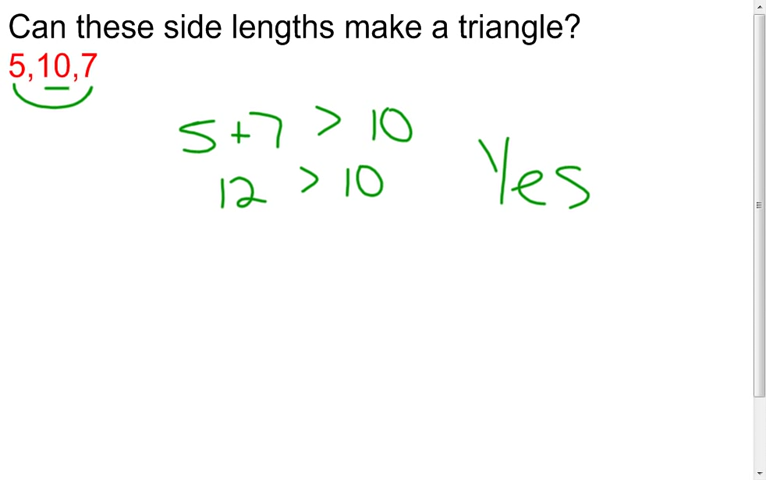 Can these side lengths make a triangle?
5,10,7
5+7 > 10
12 > 10
Yes